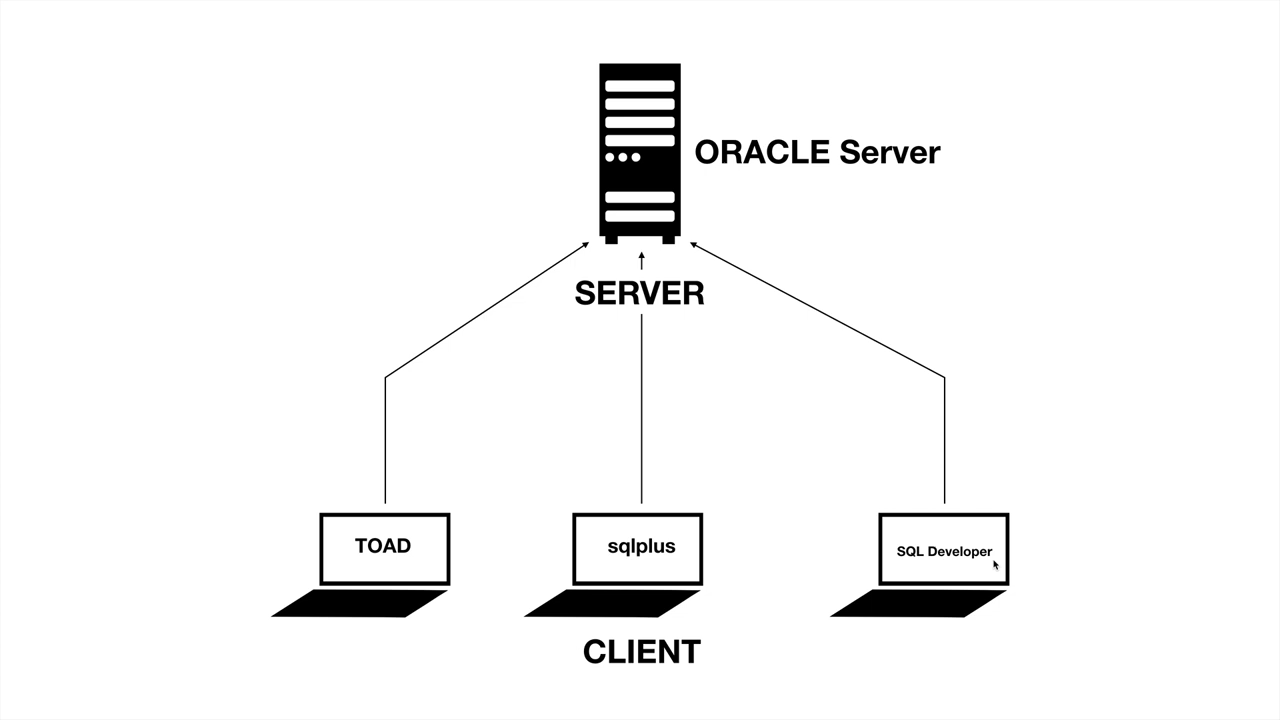 ORACLE Server
SERVER
TOAD
sqlplus
SQL Developer
CLIENT